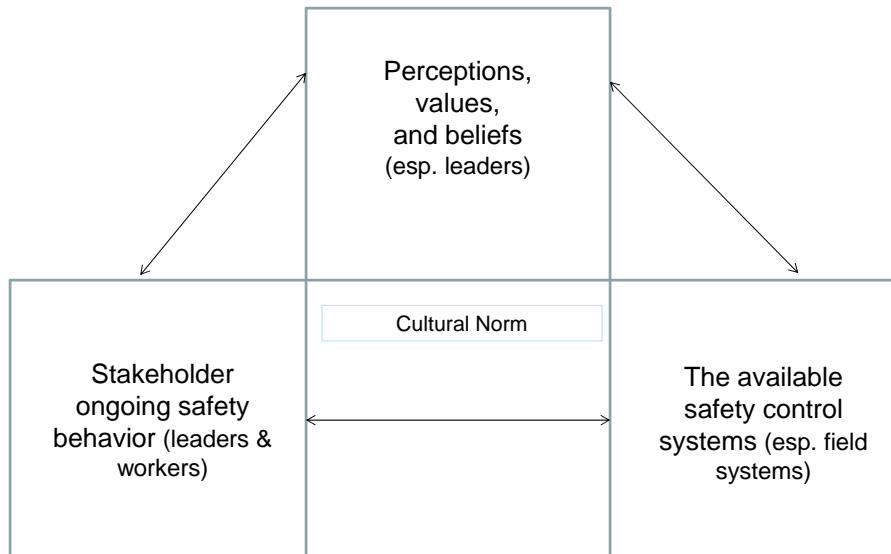 Perceptions,
values,
and beliefs
(esp. leaders)
Cultural Norm
Stakeholder
ongoing safety
behavior (leaders &
workers)
The available
safety control
systems (esp. field
systems)